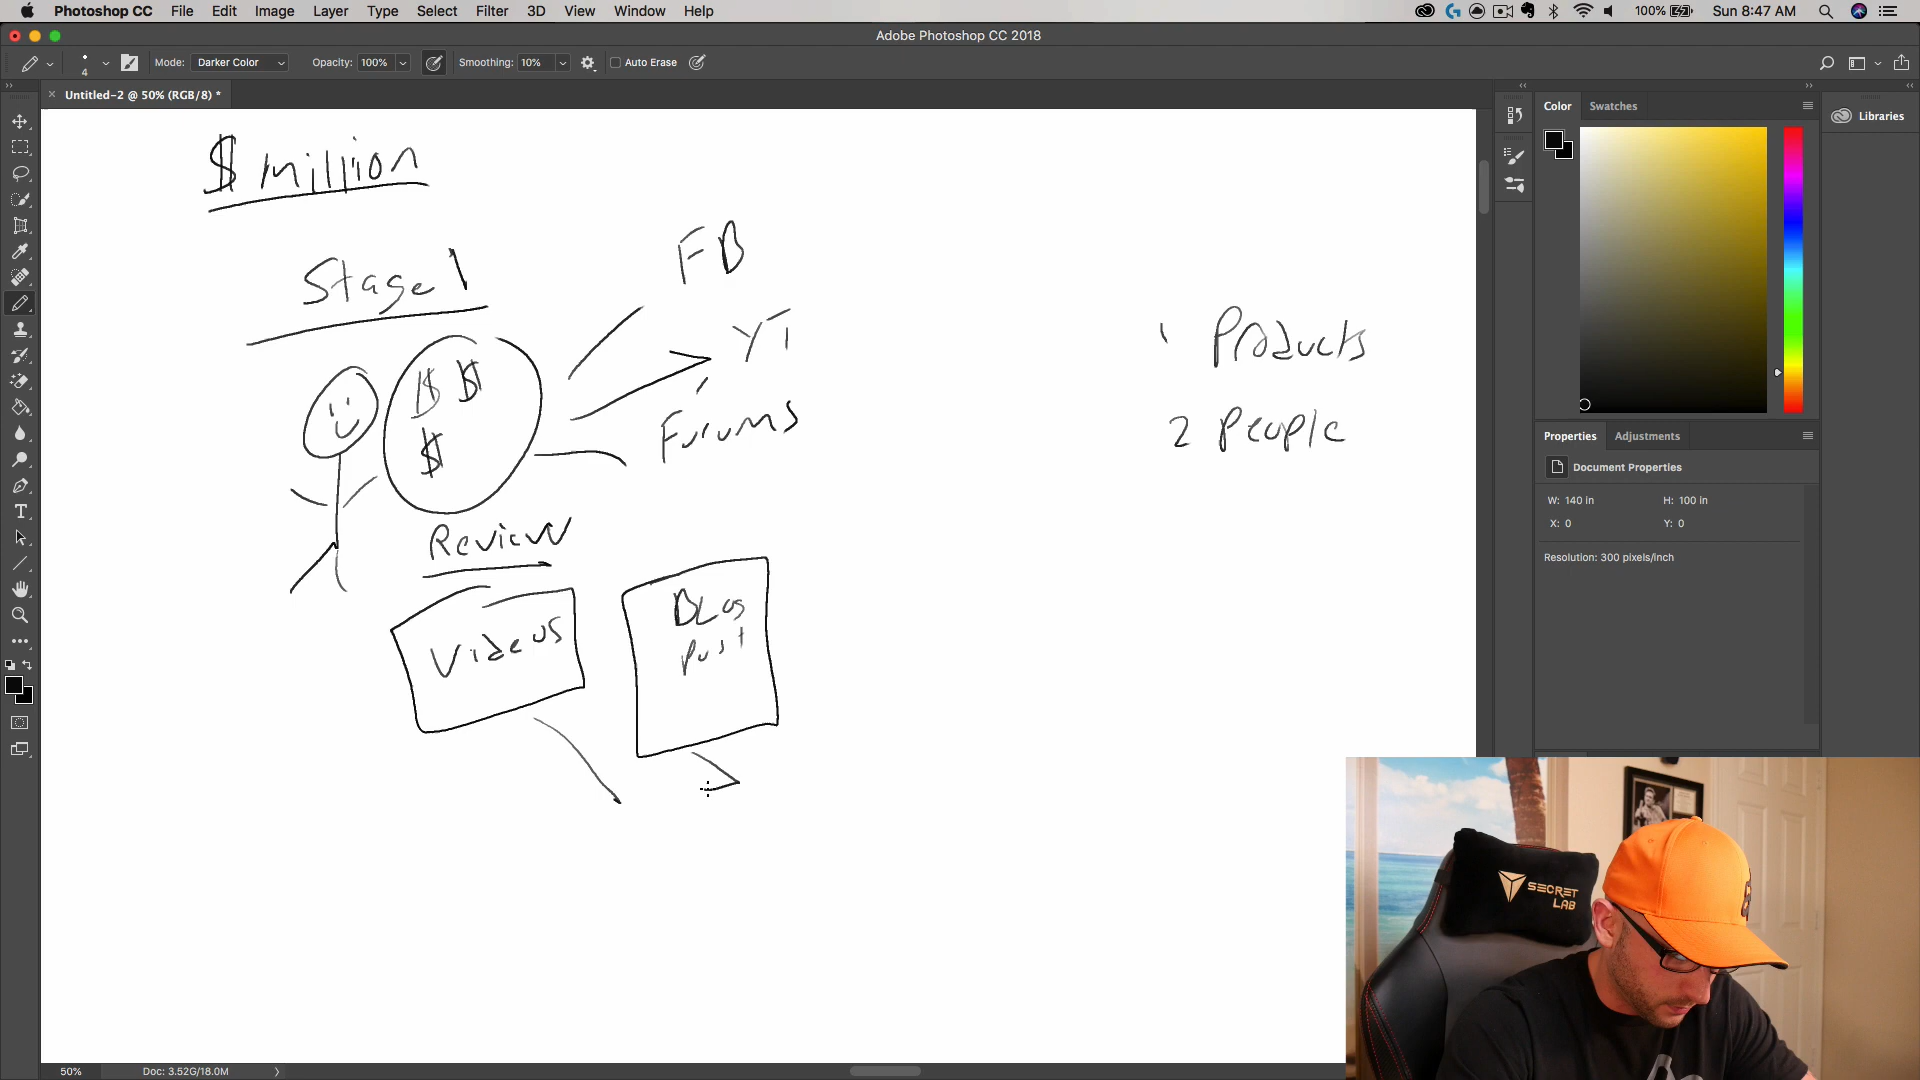 Photoshop CC File Edit Image Layer Type Select Filter 3D View Window Help 100% Sun 8:47 AM
Adobe Photoshop CC 2018
4 Mode: Darker Color Opacity: 100% Smoothing: 10% Auto Erase
× Untitled-2 @ 50% (RGB/8) *
$ million
Stage 1
FB
YT
Forums
$ $
$
Review
Videos
Blog
Post
1 Products
2 People
Color Swatches
Libraries
Properties Adjustments
Document Properties
W: 140 in H: 100 in
X: 0 Y: 0
Resolution: 300 pixels/inch
SECRET
LAB
50% Doc: 3.52G/18.0M